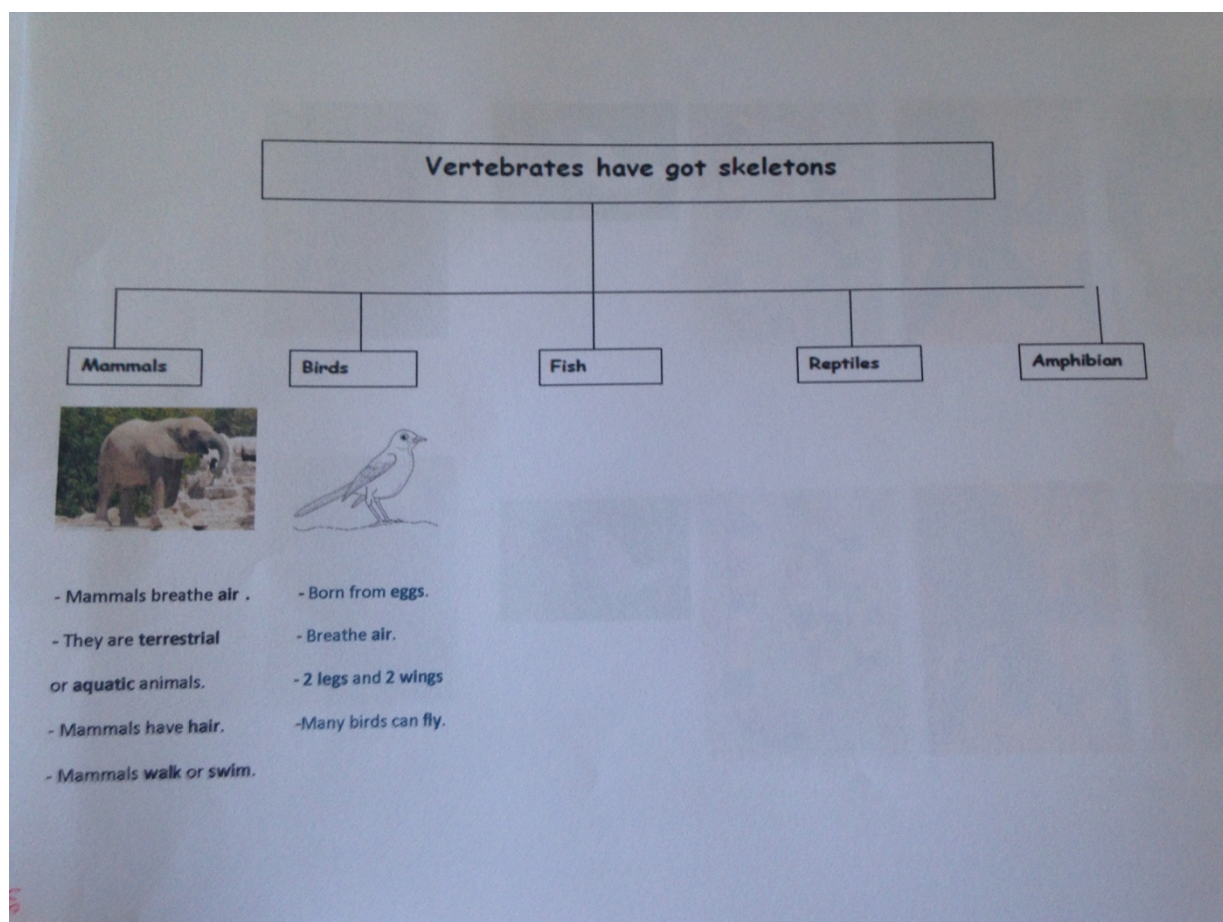 Vertebrates have got skeletons
Mammals
Birds
Fish
Reptiles
Amphibian
- Mammals breathe air .
- They are terrestrial
or aquatic animals.
- Mammals have hair.
- Mammals walk or swim.
- Born from eggs.
- Breathe air.
- 2 legs and 2 wings
-Many birds can fly.